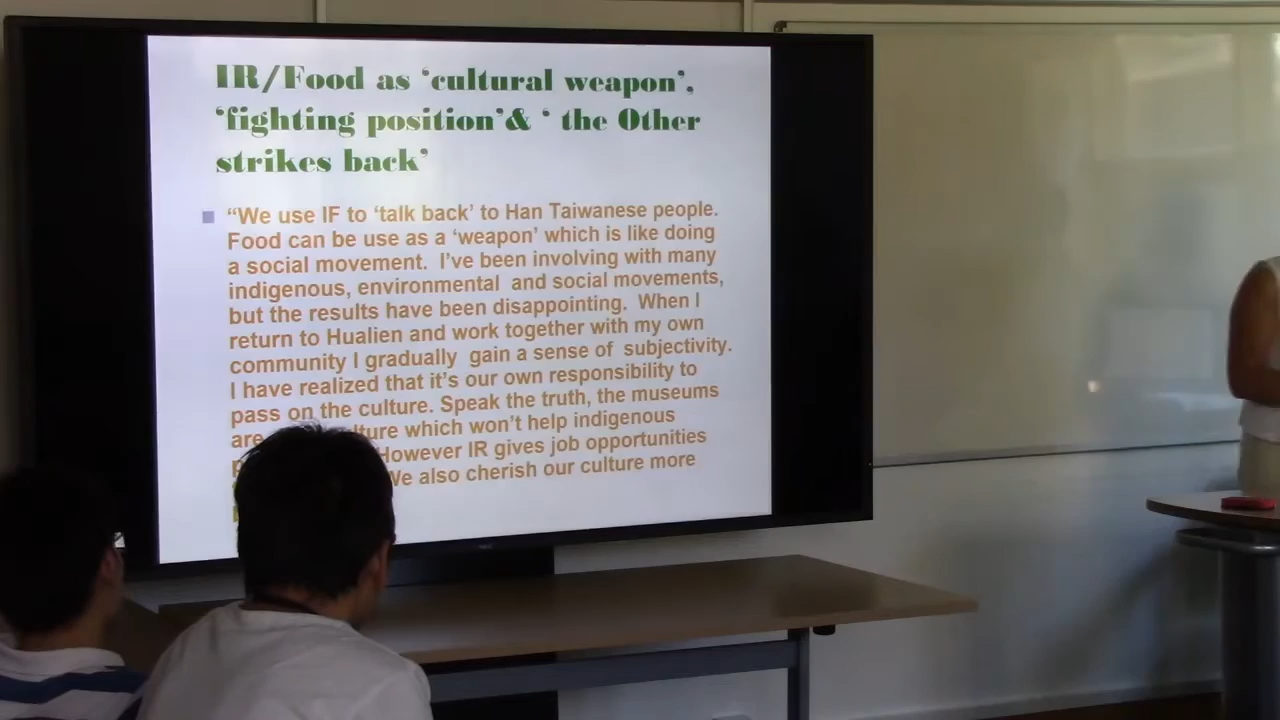 IR/Food as ‘cultural weapon’,
‘fighting position’& ‘ the Other
strikes back’
“We use IF to ‘talk back’ to Han Taiwanese people.
Food can be use as a ‘weapon’ which is like doing
a social movement. I’ve been involving with many
indigenous, environmental and social movements,
but the results have been disappointing. When I
return to Hualien and work together with my own
community I gradually gain a sense of subjectivity.
I have realized that it’s our own responsibility to
pass on the culture. Speak the truth, the museums
are which won’t help indigenous
However IR gives job opportunities
We also cherish our culture more